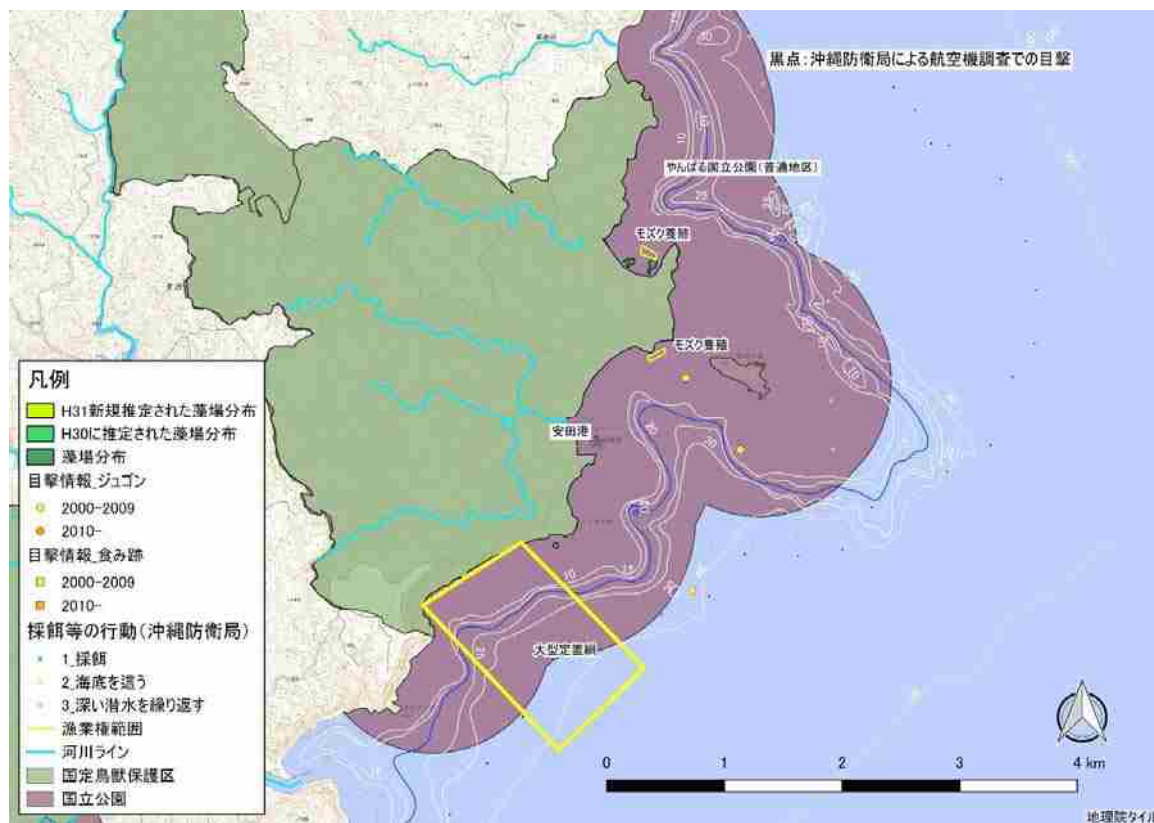 黒点:沖縄防衛局による航空機調査での目撃
やんばる国立公園(普通地区)
モズク養殖
モズク養殖
安田港
大型定置網
凡例
H31新規推定された藻場分布
H30に推定された藻場分布
藻場分布
目撃情報_ジュゴン
2000-2009
2010--
目撃情報_食み跡
2000-2009
2010--
採餌等の行動(沖縄防衛局)
1_採餌
2_海底を這う
3_深い潜水を繰り返す
漁業権範囲
河川ライン
国定鳥獣保護区
国立公園
0 1 2 3 4 km
地理院タイル